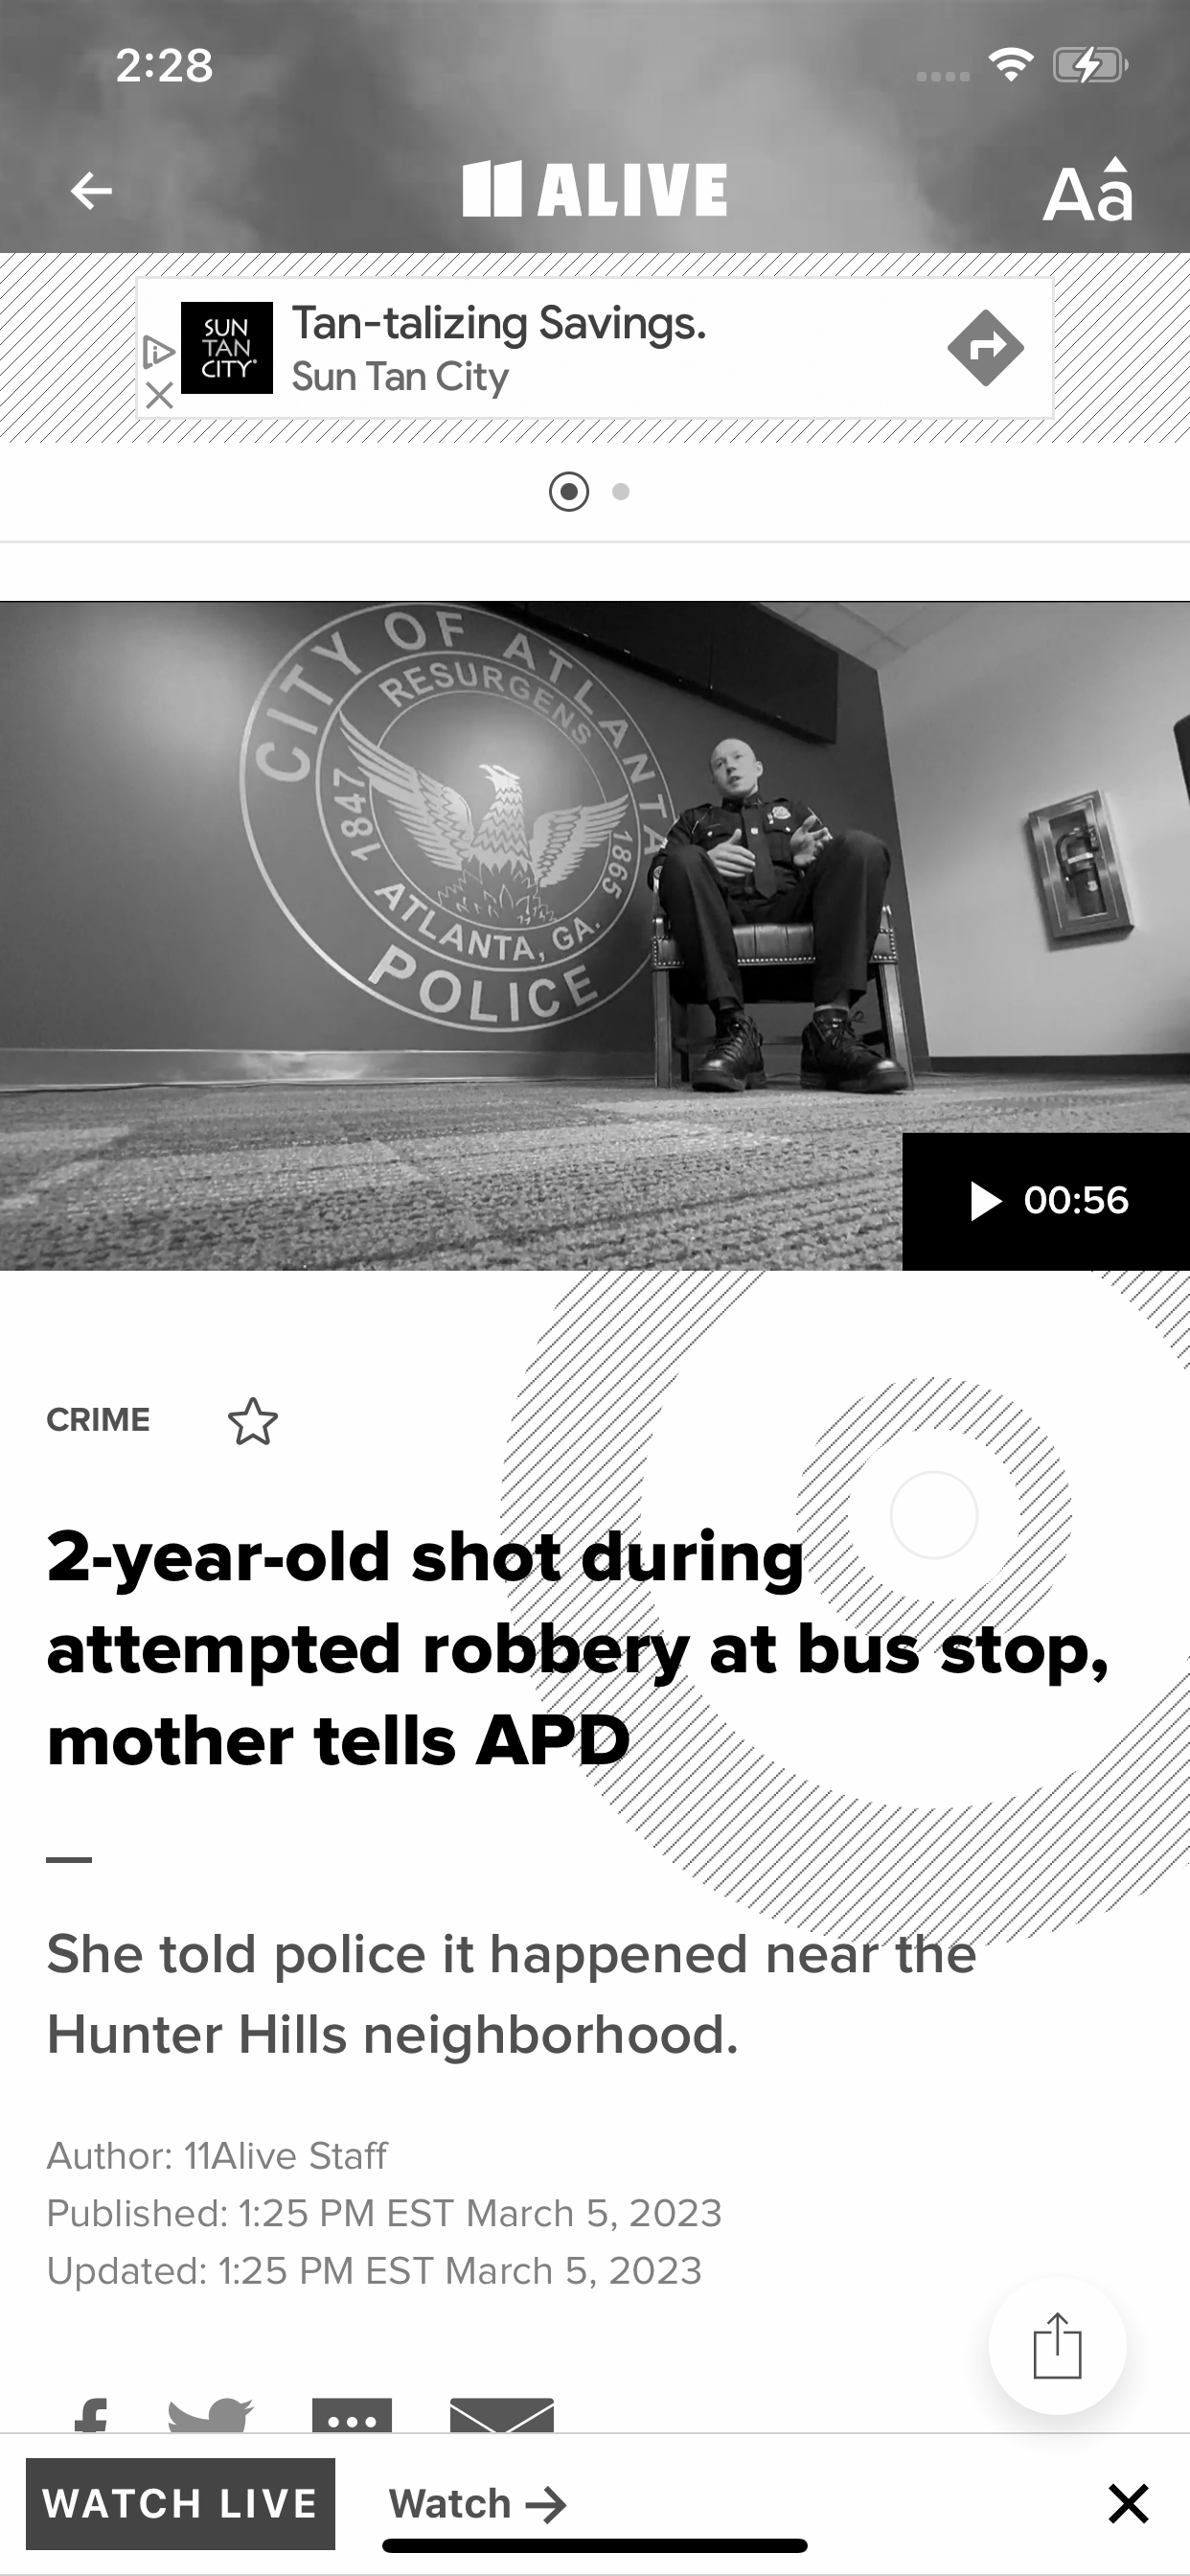 2:28
11 ALIVE
Aa
SUN
TAN
CITY
Tan-talizing Savings.
Sun Tan City
CITY OF ATLANTA
RESURGENS
1847
1865
ATLANTA, GA.
POLICE
00:56
CRIME
2-year-old shot during
attempted robbery at bus stop,
mother tells APD
She told police it happened near the
Hunter Hills neighborhood.
Author: 11Alive Staff
Published: 1:25 PM EST March 5, 2023
Updated: 1:25 PM EST March 5, 2023
WATCH LIVE
Watch →